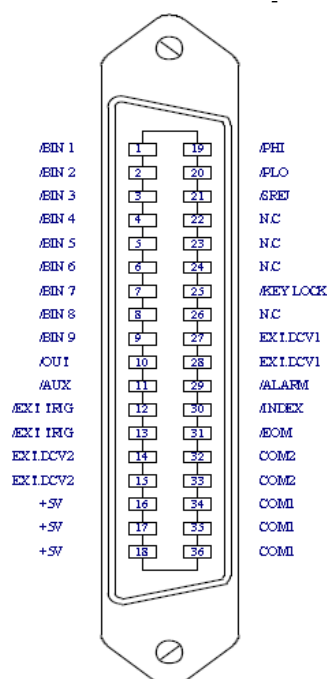 /BIN 1 1 19 /PHI
/BIN 2 2 20 /PLO
/BIN 3 3 21 /SREJ
/BIN 4 4 22 N.C
/BIN 5 5 23 N.C
/BIN 6 6 24 N.C
/BIN 7 7 25 /KEY LOCK
/BIN 8 8 26 N.C
/BIN 9 9 27 EXT.DCV1
/OUT 10 28 EXT.DCV1
/AUX 11 29 /ALARM
/EXT TRIG 12 30 /INDEX
/EXT TRIG 13 31 /EOM
EXT.DCV2 14 32 COM2
EXT.DCV2 15 33 COM2
+5V 16 34 COM1
+5V 17 35 COM1
+5V 18 36 COM1